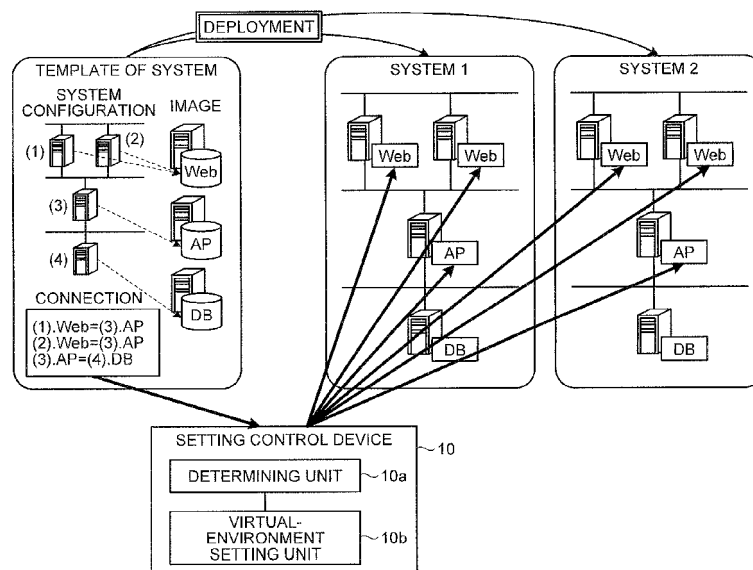 DEPLOYMENT
TEMPLATE OF SYSTEM
SYSTEM CONFIGURATION
IMAGE
(1)
(2)
Web
(3)
AP
(4)
DB
CONNECTION
(1).Web=(3).AP
(2).Web=(3).AP
(3).AP=(4).DB
SYSTEM 1
Web
Web
AP
DB
SYSTEM 2
Web
Web
AP
DB
SETTING CONTROL DEVICE
10
DETERMINING UNIT
10a
VIRTUAL-
ENVIRONMENT
SETTING UNIT
10b